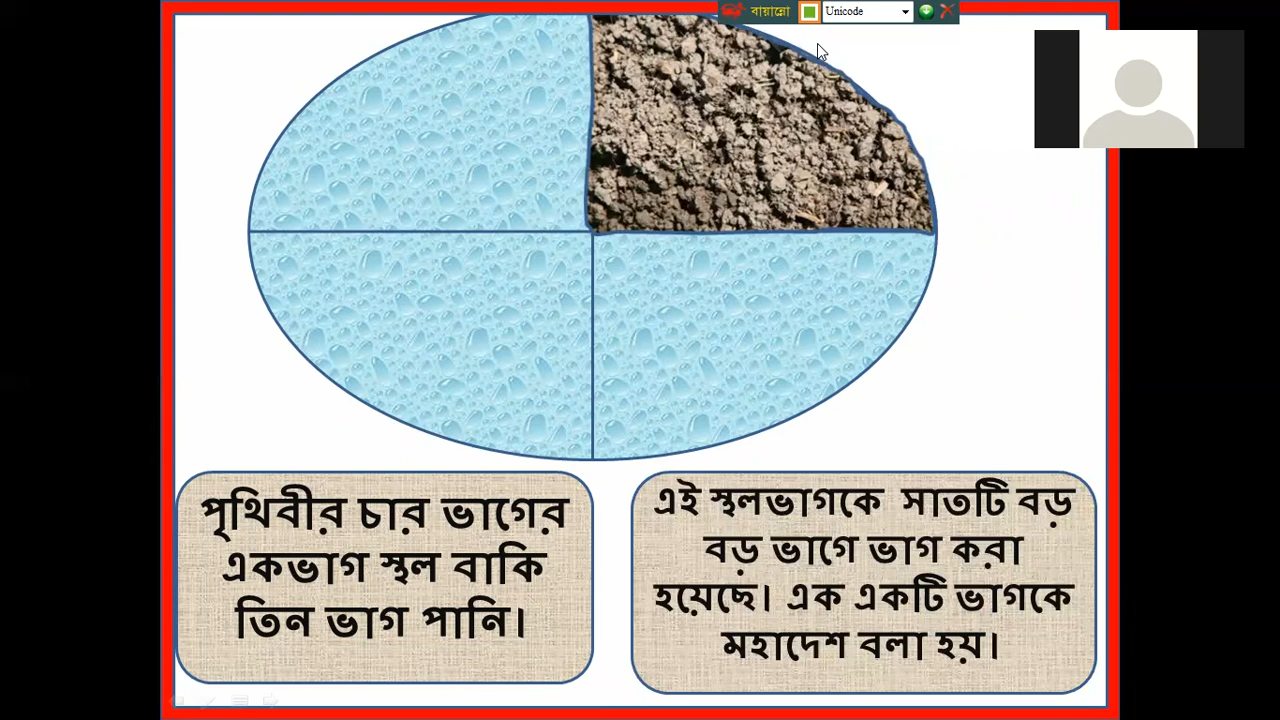 বায়ান্নো Unicode
পৃথিবীর চার ভাগের
একভাগ স্থল বাকি
তিন ভাগ পানি।
এই স্থলভাগকে সাতটি বড়
বড় ভাগে ভাগ করা
হয়েছে। এক একটি ভাগকে
মহাদেশ বলা হয়।